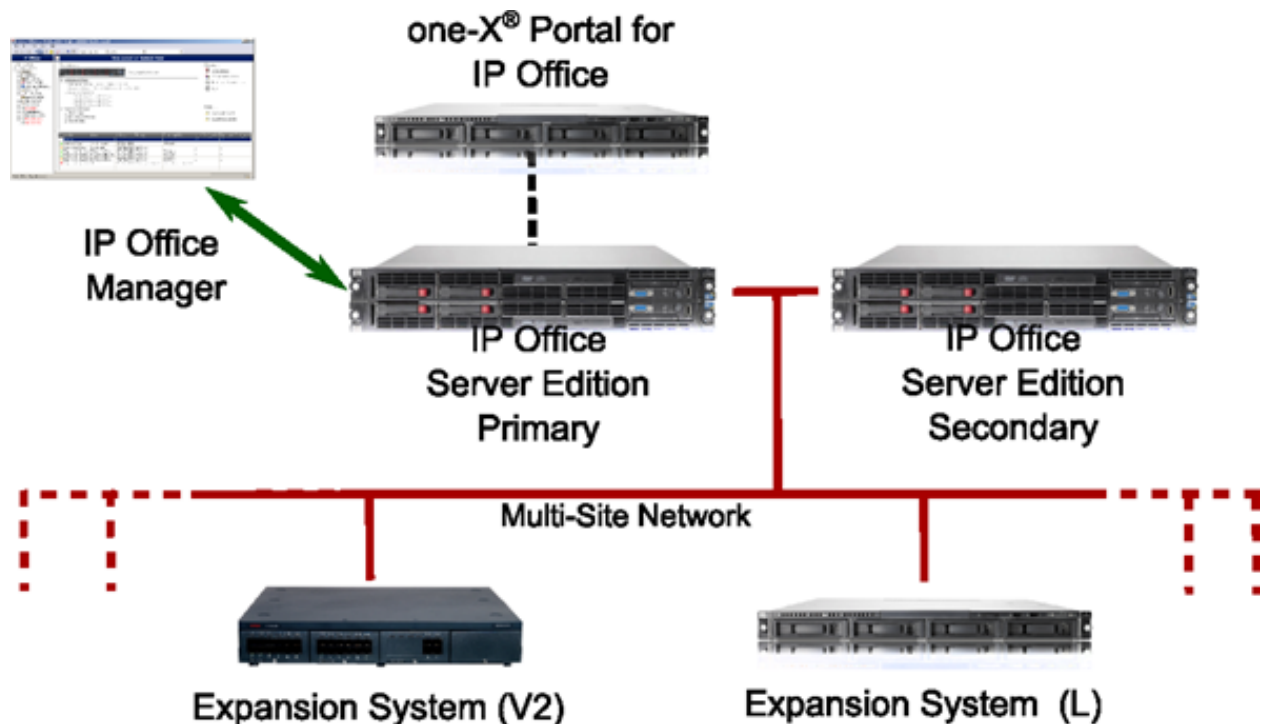 one-X® Portal for
IP Office
IP Office
Manager
IP Office
Server Edition
Primary
IP Office
Server Edition
Secondary
Multi-Site Network
Expansion System (V2)
Expansion System (L)